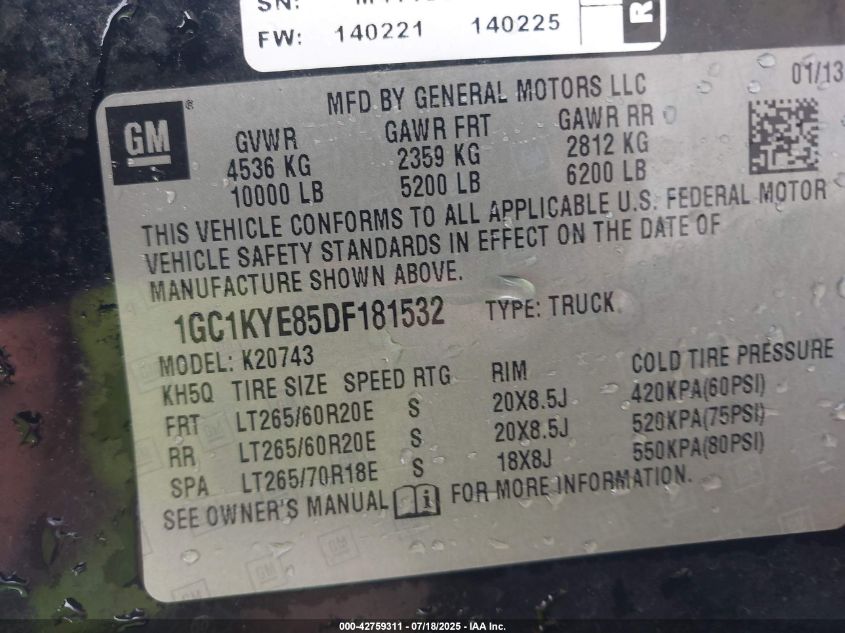 SN:
FW: 140221 140225
R
GM ®
MFD BY GENERAL MOTORS LLC 01/13
GVWR GAWR FRT GAWR RR
4536 KG 2359 KG 2812 KG
10000 LB 5200 LB 6200 LB
THIS VEHICLE CONFORMS TO ALL APPLICABLE U.S. FEDERAL MOTOR
VEHICLE SAFETY STANDARDS IN EFFECT ON THE DATE OF
MANUFACTURE SHOWN ABOVE.
1GC1KYE85DF181532 TYPE: TRUCK
MODEL: K20743
KH5Q TIRE SIZE SPEED RTG RIM COLD TIRE PRESSURE
FRT LT265/60R20E S 20X8.5J 420KPA(60PSI)
RR LT265/60R20E S 20X8.5J 520KPA(75PSI)
SPA LT265/70R18E S 18X8J 550KPA(80PSI)
SEE OWNER'S MANUAL i FOR MORE INFORMATION.
000-42759311 - 07/18/2025 - IAA Inc.